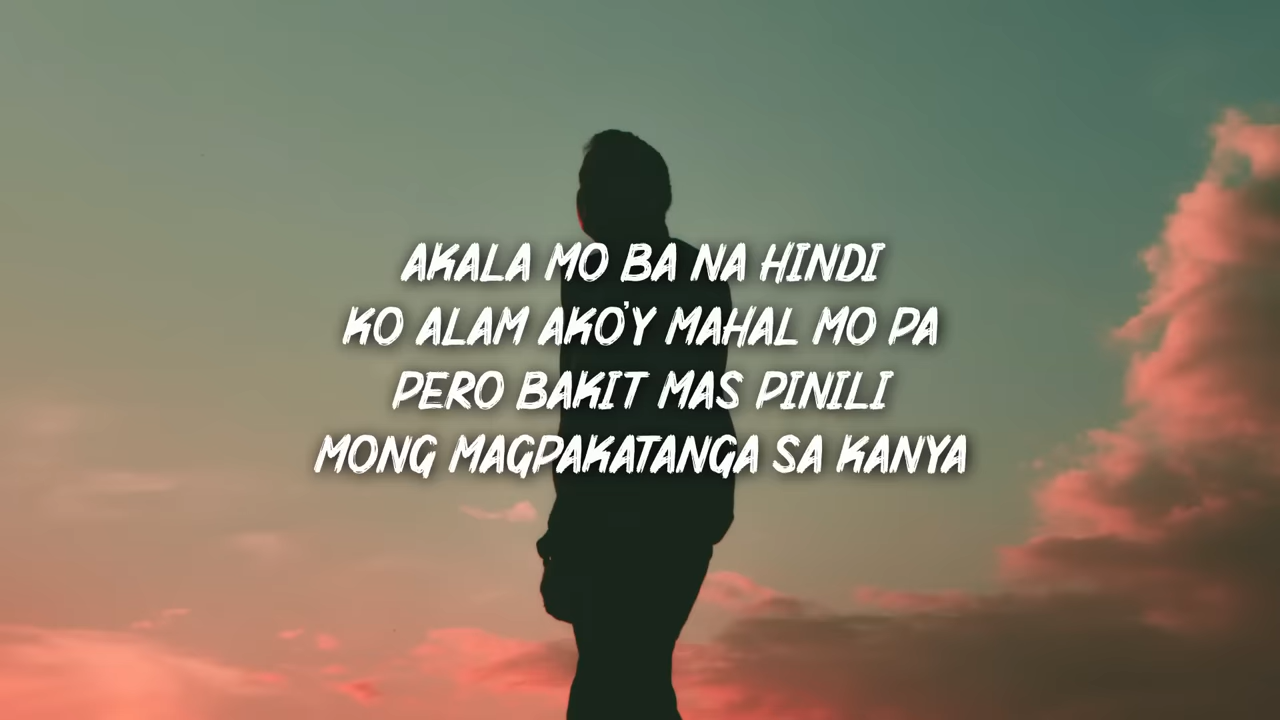 AKALA MO BA NA HINDI
KO ALAM AKO'Y MAHAL MO PA
PERO BAKIT MAS PINILI
MONG MAGPAKATANGA SA KANYA